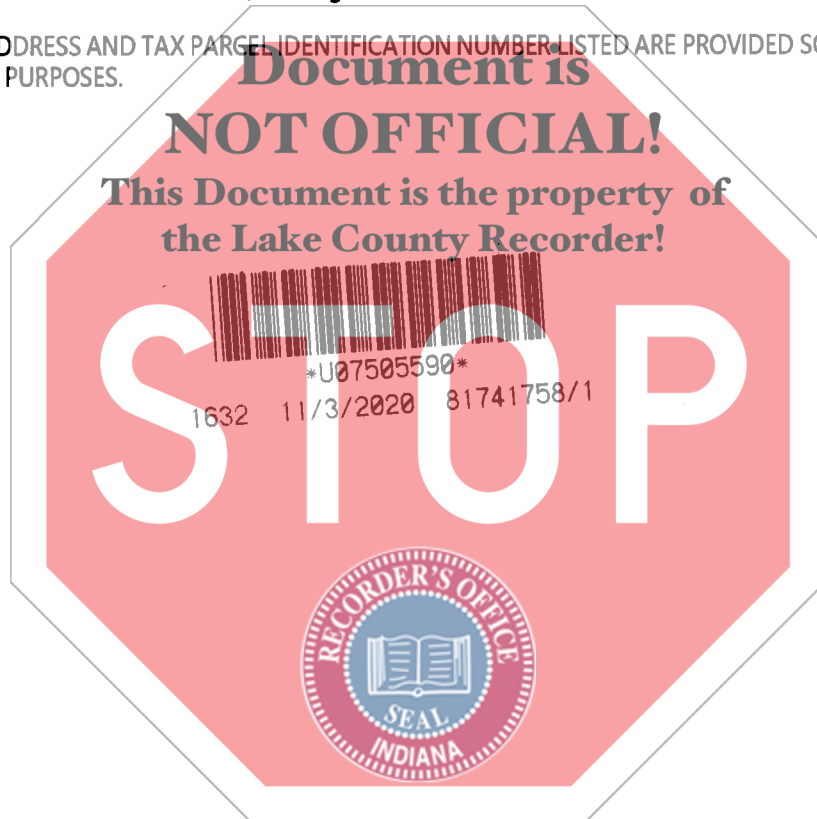 DDRESS AND TAX PARCEL IDENTIFICATION NUMBER LISTED ARE PROVIDED SO
PURPOSES.
Document is
NOT OFFICIAL!
This Document is the property of
the Lake County Recorder!
STOP
*U07505590*
1632 11/3/2020 81741758/1
RECORDER'S OFFICE
SEAL
INDIANA